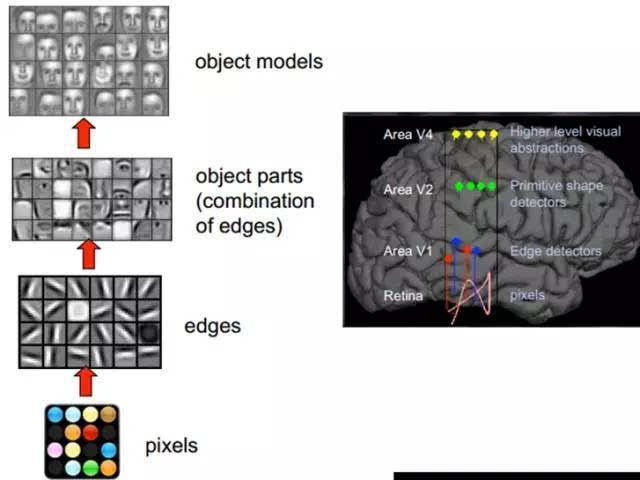 object models
object parts
(combination
of edges)
edges
pixels
Area V4
Higher level visual
abstractions
Area V2
Primitive shape
detectors
Area V1
Edge detectors
Retina
pixels